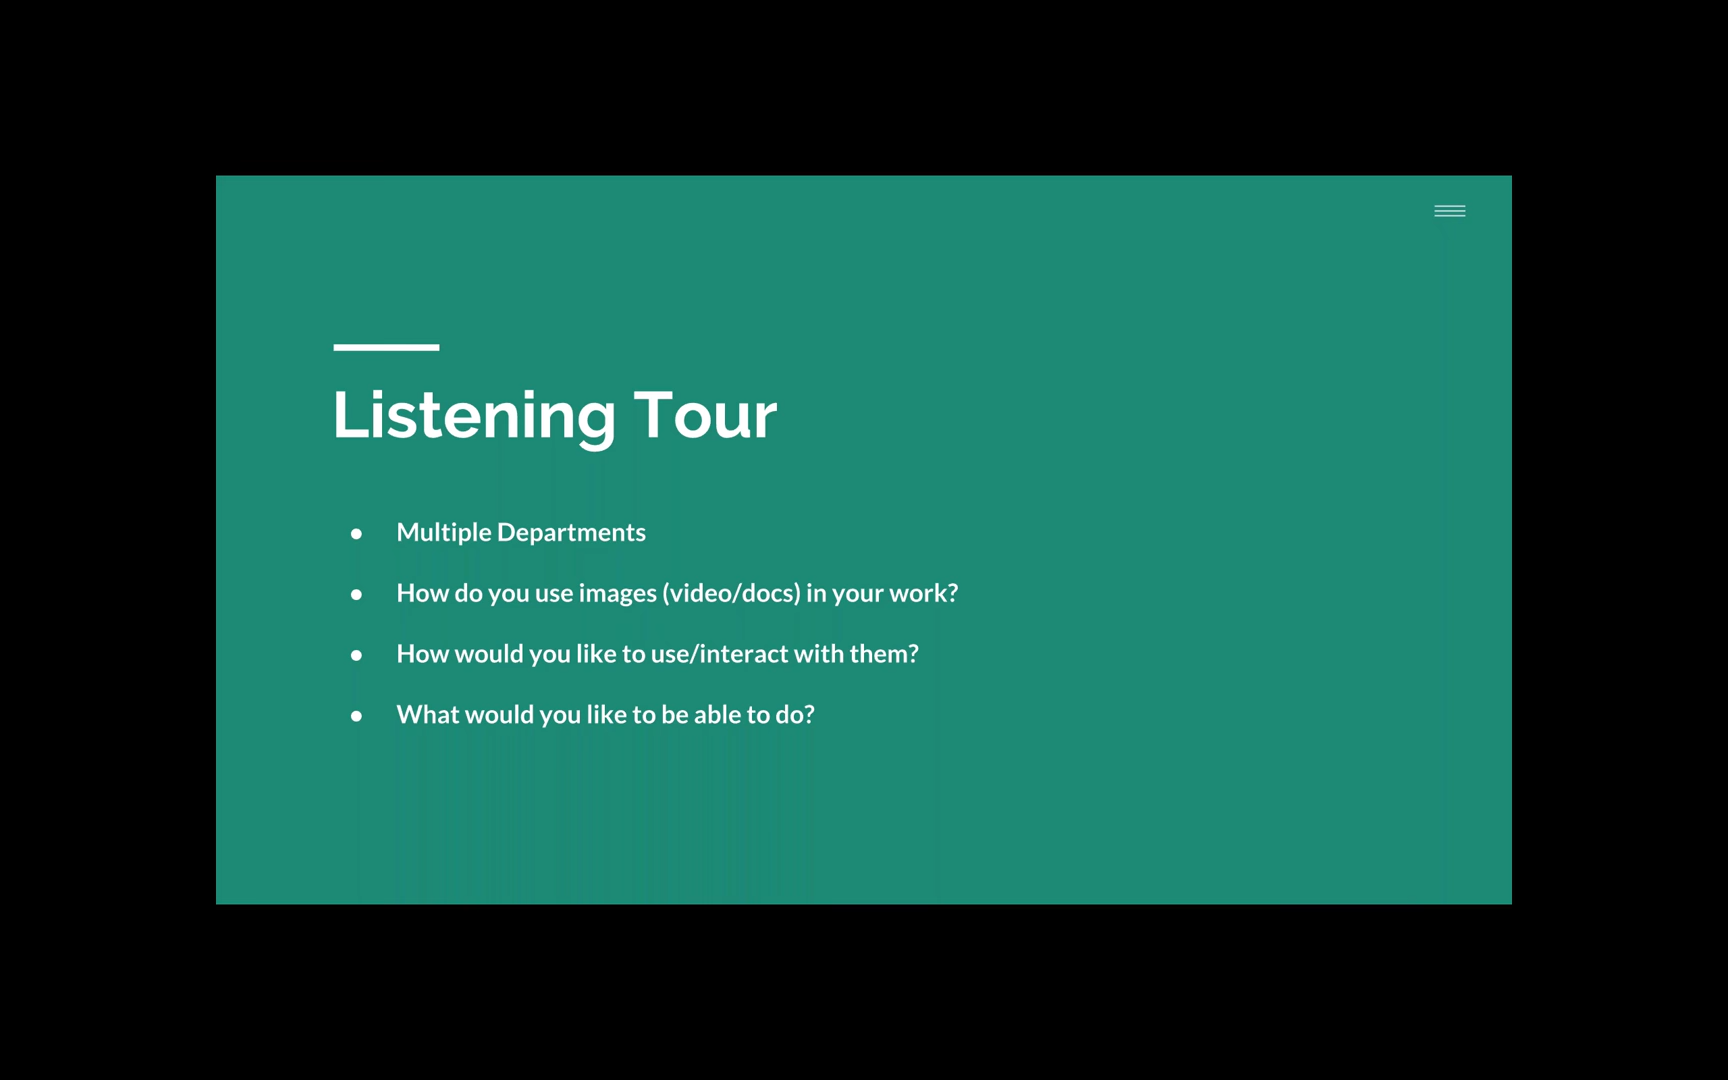 Listening Tour
● Multiple Departments
● How do you use images (video/docs) in your work?
● How would you like to use/interact with them?
● What would you like to be able to do?